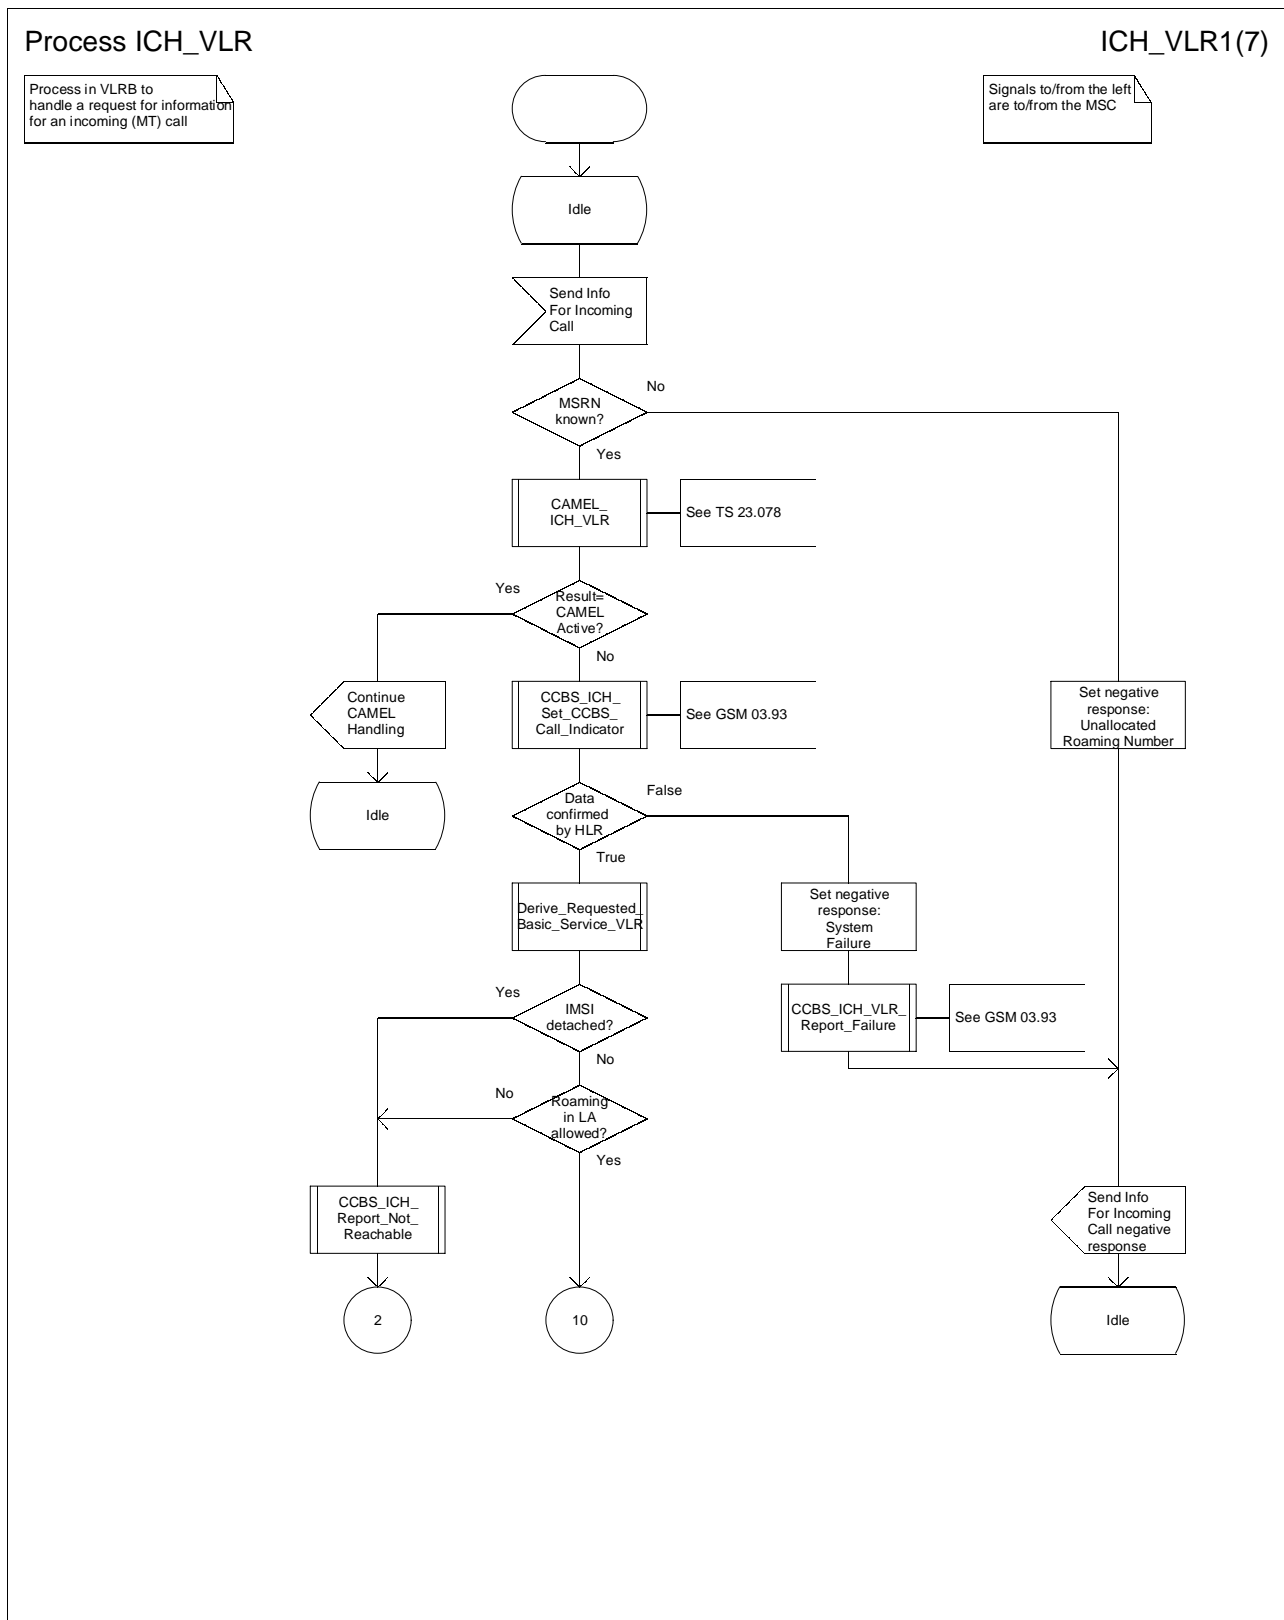 Process ICH_VLR
ICH_VLR1(7)
Process in VLRB to
handle a request for information
for an incoming (MT) call
Signals to/from the left
are to/from the MSC
Idle
Send Info
For Incoming
Call
MSRN
known?
No
Yes
CAMEL_
ICH_VLR
See TS 23.078
Yes
Result=
CAMEL
Active?
No
Continue
CAMEL
Handling
CCBS_ICH_
Set_CCBS_
Call_Indicator
See GSM 03.93
Set negative
response:
Unallocated
Roaming Number
Idle
Data
confirmed
by HLR
False
True
Derive_Requested_
Basic_Service_VLR
Set negative
response:
System
Failure
Yes
IMSI
detached?
No
CCBS_ICH_VLR_
Report_Failure
See GSM 03.93
No
Roaming
in LA
allowed?
Yes
CCBS_ICH_
Report_Not_
Reachable
Send Info
For Incoming
Call negative
response
2
10
Idle